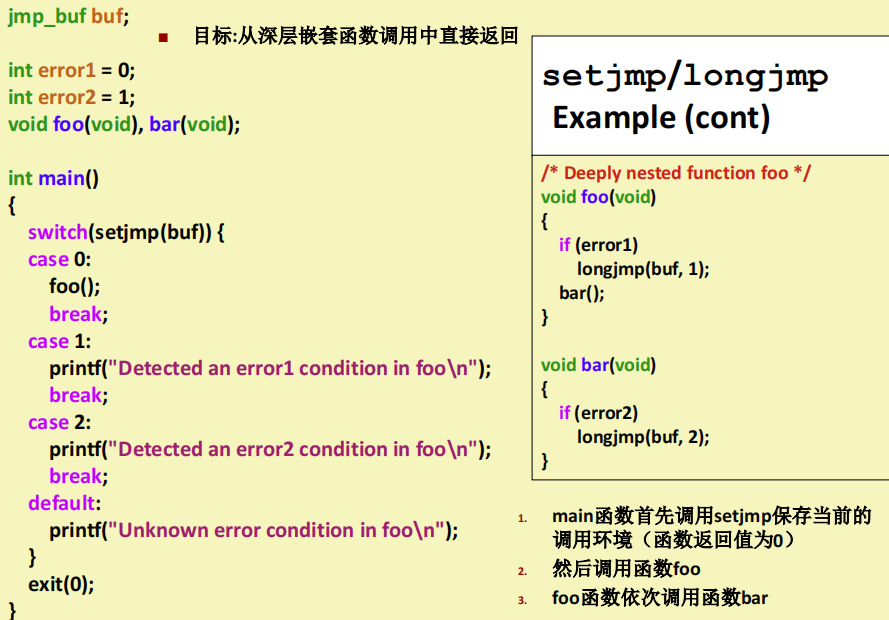 jmp_buf buf;
■ 目标:从深层嵌套函数调用中直接返回
int error1 = 0;
int error2 = 1;
void foo(void), bar(void);
int main()
{
switch(setjmp(buf)) {
case 0:
foo();
break;
case 1:
printf("Detected an error1 condition in foo\n");
break;
case 2:
printf("Detected an error2 condition in foo\n");
break;
default:
printf("Unknown error condition in foo\n");
}
exit(0);
}
setjmp/longjmp
Example (cont)
/* Deeply nested function foo */
void foo(void)
{
if (error1)
longjmp(buf, 1);
bar();
}
void bar(void)
{
if (error2)
longjmp(buf, 2);
}
1. main函数首先调用setjmp保存当前的
调用环境（函数返回值为0）
2. 然后调用函数foo
3. foo函数依次调用函数bar